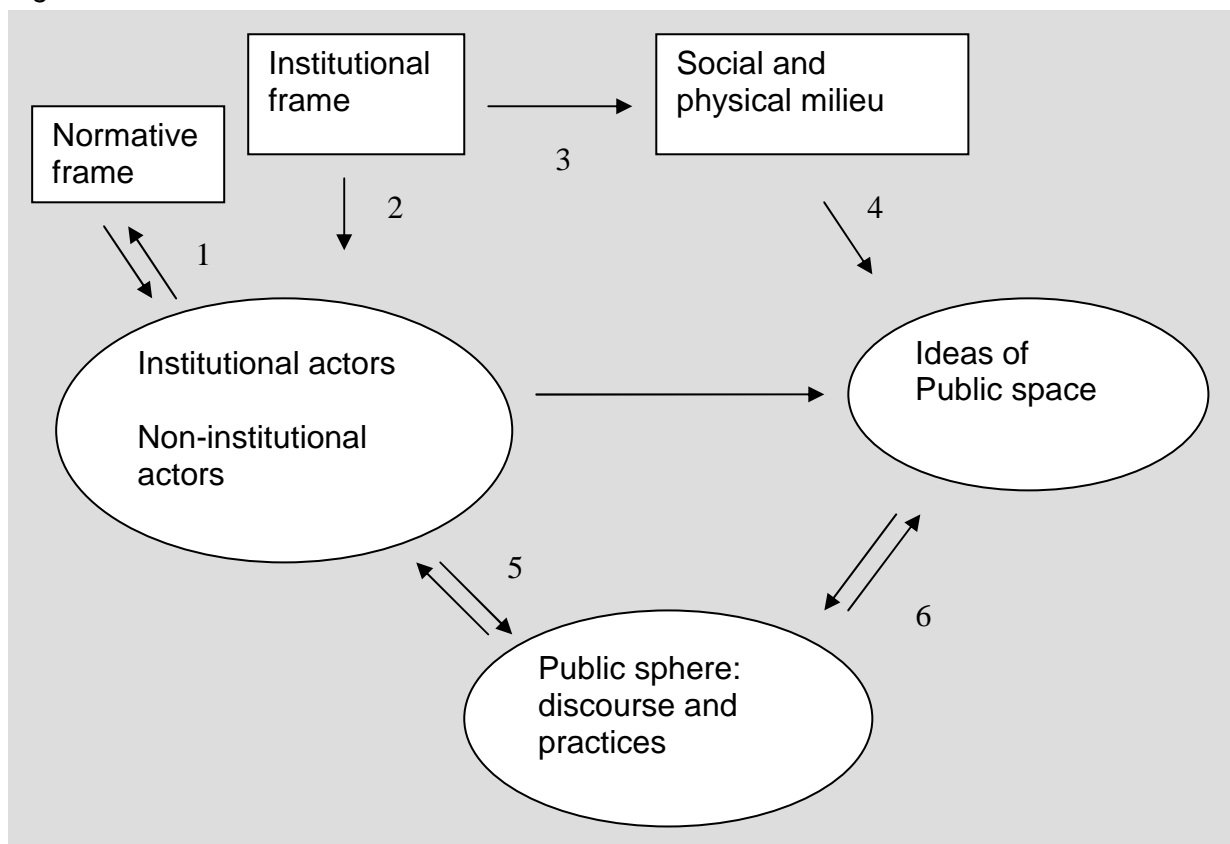 Institutional
frame
Social and
physical milieu
Normative
frame
3
2
4
1
Institutional actors
Non-institutional
actors
Ideas of
Public space
5
6
Public sphere:
discourse and
practices